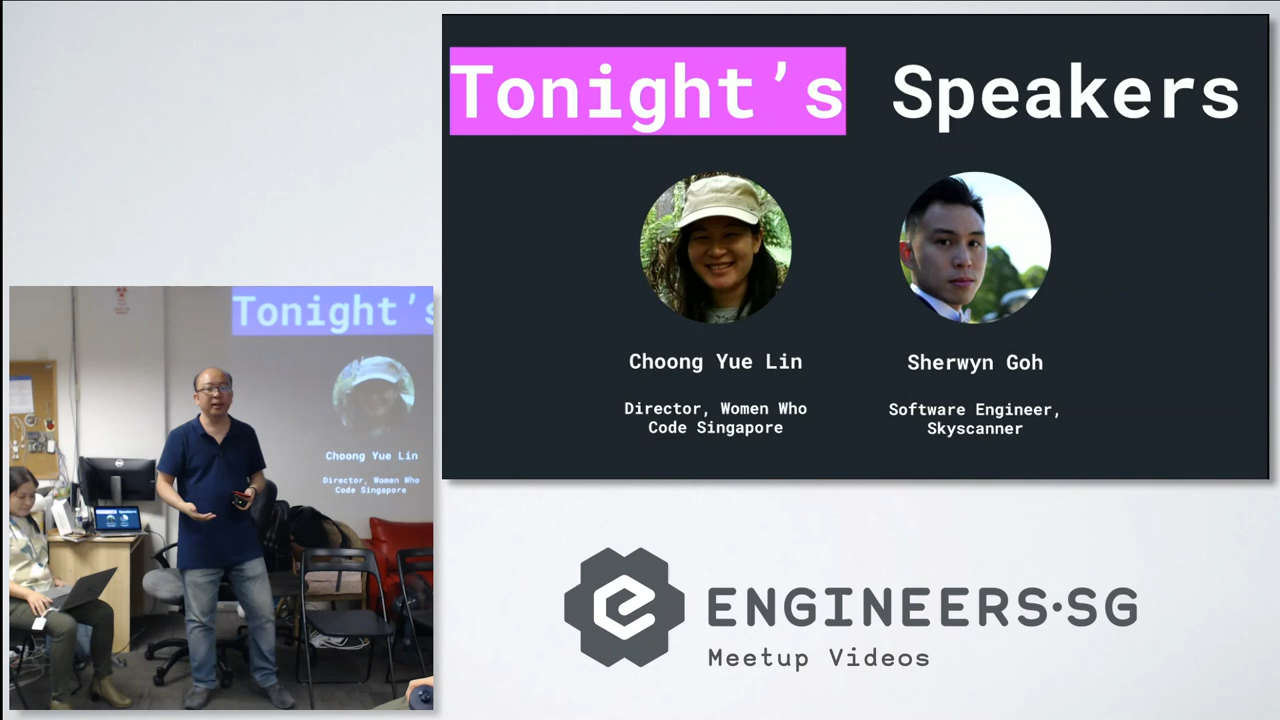 Tonight's Speakers
Choong Yue Lin
Director, Women Who
Code Singapore
Sherwyn Goh
Software Engineer,
Skyscanner
Tonight's
Choong Yue Lin
Director, Women Who
Code Singapore
ENGINEERS·SG
Meetup Videos